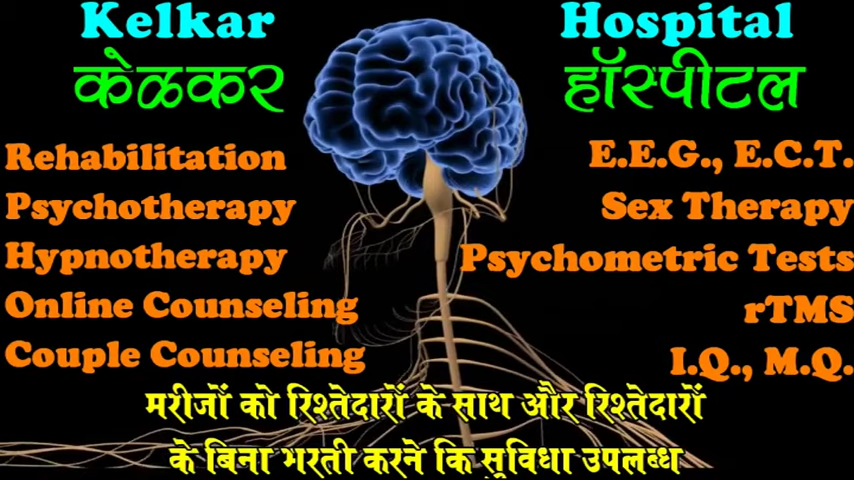 Kelkar Hospital
केळकर हॉस्पीटल
Rehabilitation
Psychotherapy
Hypnotherapy
Online Counseling
Couple Counseling
E.E.G., E.C.T.
Sex Therapy
Psychometric Tests
rTMS
I.Q., M.Q.
मरीजों को रिश्तेदारों के साथ और रिश्तेदारों
के बिना भरती करने कि सुविधा उपलब्ध